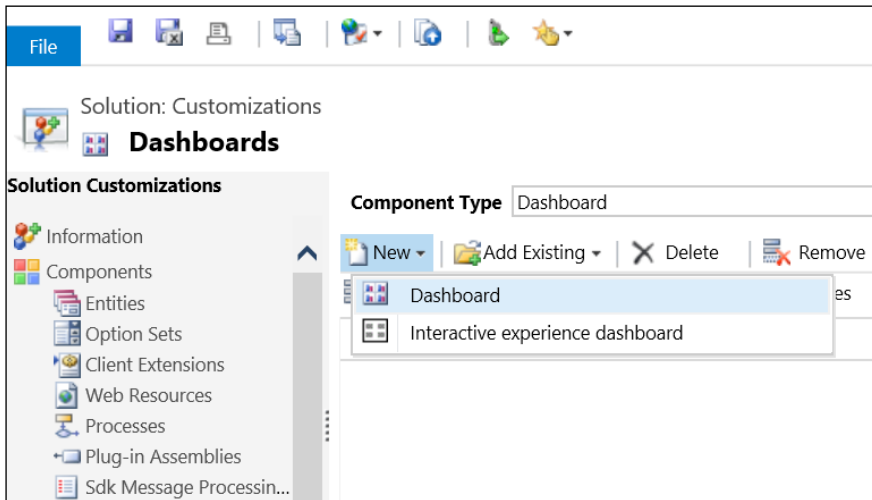 File
Solution: Customizations
Dashboards
Solution Customizations
Information
Components
Entities
Option Sets
Client Extensions
Web Resources
Processes
Plug-in Assemblies
Sdk Message Processin...
Component Type Dashboard
New Add Existing Delete Remove
Dashboard es
Interactive experience dashboard